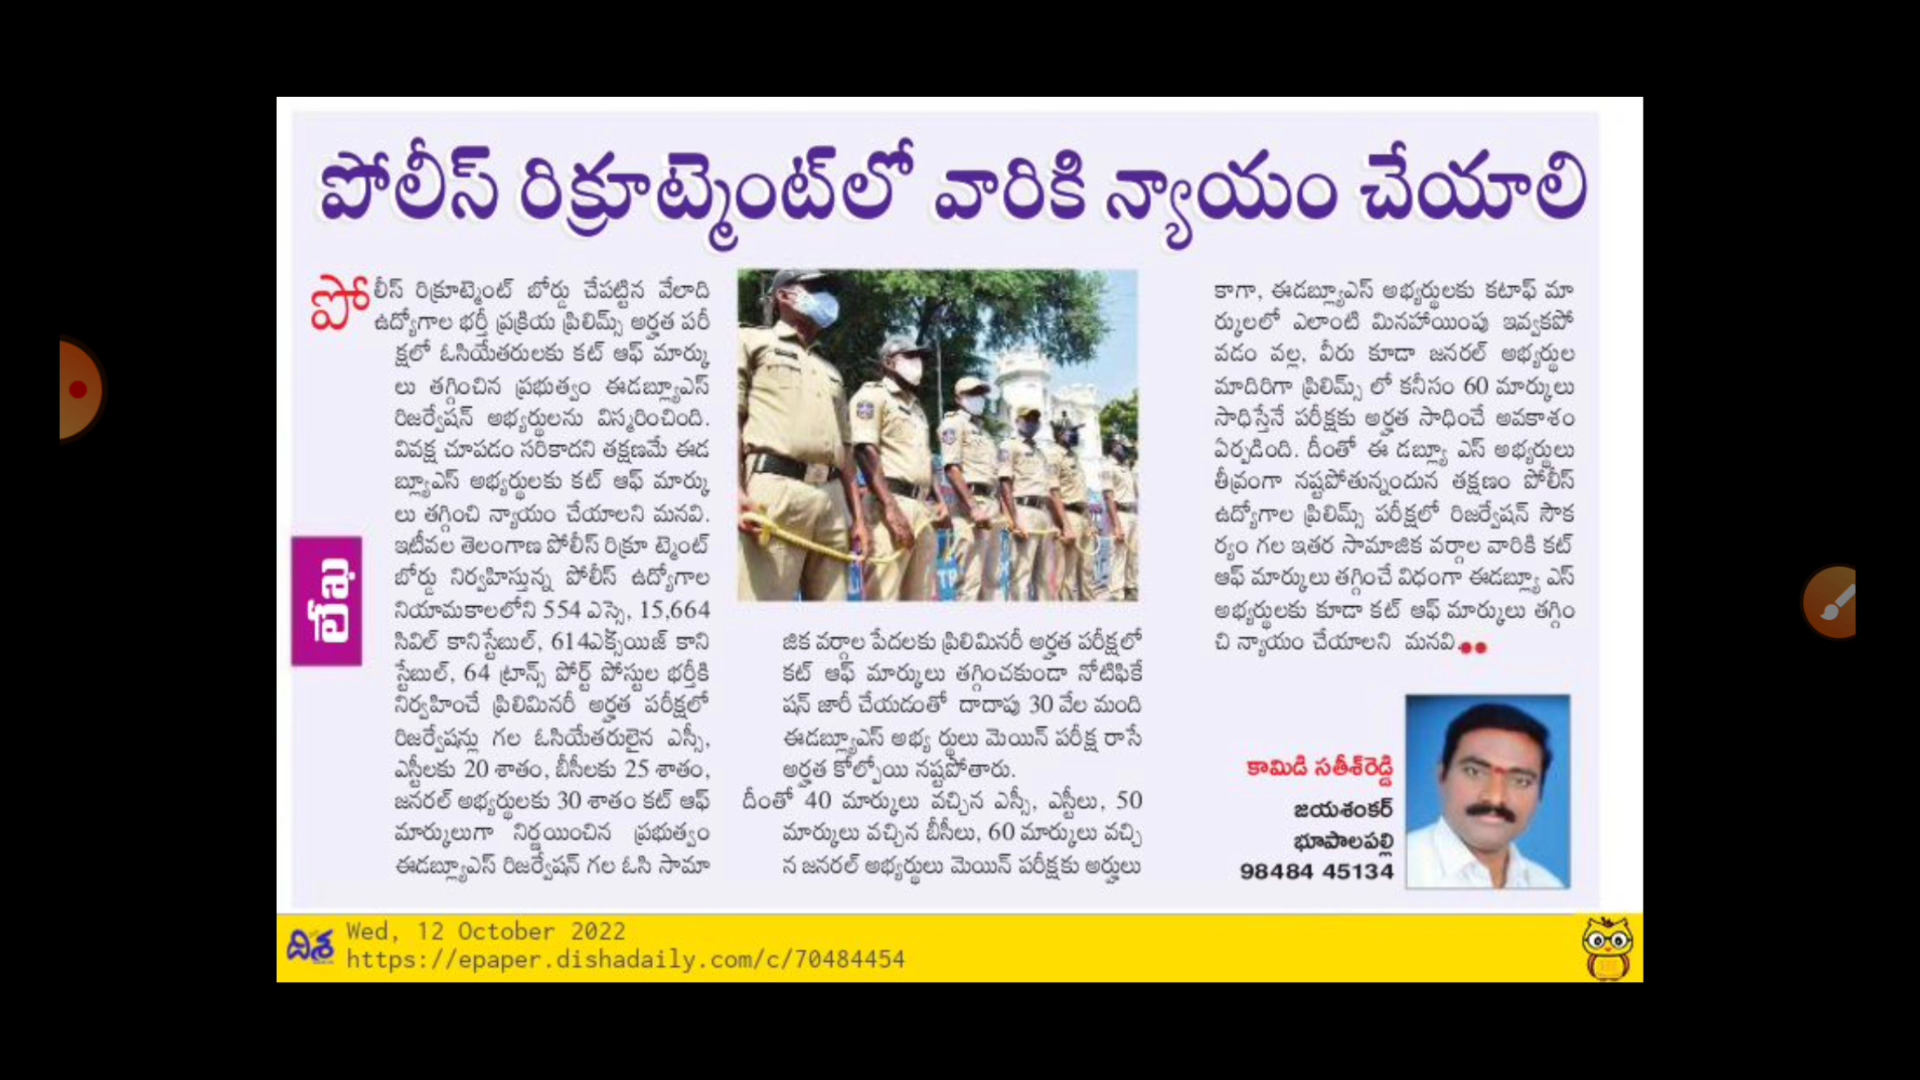 పోలీస్ రిక్రూట్మెంట్‌లో వారికి న్యాయం చేయాలి
పోలీస్ రిక్రూట్మెంట్ బోర్డు చేపట్టిన వేలాది
ఉద్యోగాల భర్తీ ప్రక్రియ ప్రిలిమ్స్ అర్హత పరీ
క్షలో ఓసియేతరులకు కట్ ఆఫ్ మార్కు
లు తగ్గించిన ప్రభుత్వం ఈడబ్ల్యూఎస్
రిజర్వేషన్ అభ్యర్థులను విస్మరించింది.
వివక్ష చూపడం సరికాదని తక్షణమే ఈడ
బ్ల్యూఎస్ అభ్యర్థులకు కట్ ఆఫ్ మార్కు
లు తగ్గించి న్యాయం చేయాలని మనవి.
ఇటీవల తెలంగాణ పోలీస్ రిక్రూ ట్మెంట్
బోర్డు నిర్వహిస్తున్న పోలీస్ ఉద్యోగాల
నియామకాలలోని 554 ఎస్సై, 15,664
సివిల్ కానిస్టేబుల్, 614ఎక్సైయిజ్ కాని
స్టేబుల్, 64 ట్రాన్స్ పోర్ట్ పోస్టుల భర్తీకి
నిర్వహించే ప్రిలిమినరీ అర్హత పరీక్షలో
రిజర్వేషన్లు గల ఓసియేతరులైన ఎస్సీ,
ఎస్టీలకు 20 శాతం, బీసీలకు 25 శాతం,
జనరల్ అభ్యర్థులకు 30 శాతం కట్ ఆఫ్
మార్కులుగా నిర్ణయించిన ప్రభుత్వం
ఈడబ్ల్యూఎస్ రిజర్వేషన్ గల ఓసి సామా
జిక వర్గాల పేదలకు ప్రిలిమినరీ అర్హత పరీక్షలో
కట్ ఆఫ్ మార్కులు తగ్గించకుండా నోటిఫికే
షన్ జారీ చేయడంతో దాదాపు 30 వేల మంది
ఈడబ్ల్యూఎస్ అభ్య ర్థులు మెయిన్ పరీక్ష రాసే
అర్హత కోల్పోయి నష్టపోతారు.
దీంతో 40 మార్కులు వచ్చిన ఎస్సీ, ఎస్టీలు, 50
మార్కులు వచ్చిన బీసీలు, 60 మార్కులు వచ్చి
న జనరల్ అభ్యర్థులు మెయిన్ పరీక్షకు అర్హులు
కాగా, ఈడబ్ల్యూఎస్ అభ్యర్థులకు కటాఫ్ మా
ర్కులలో ఎలాంటి మినహాయింపు ఇవ్వకపో
వడం వల్ల, వీరు కూడా జనరల్ అభ్యర్థుల
మాదిరిగా ప్రిలిమ్స్ లో కనీసం 60 మార్కులు
సాధిస్తేనే పరీక్షకు అర్హత సాధించే అవకాశం
ఏర్పడింది. దీంతో ఈ డబ్ల్యూ ఎస్ అభ్యర్థులు
తీవ్రంగా నష్టపోతున్నందున తక్షణం పోలీస్
ఉద్యోగాల ప్రిలిమ్స్ పరీక్షలో రిజర్వేషన్ సౌక
ర్యం గల ఇతర సామాజిక వర్గాల వారికి కట్
ఆఫ్ మార్కులు తగ్గించే విధంగా ఈడబ్ల్యూ ఎస్
అభ్యర్థులకు కూడా కట్ ఆఫ్ మార్కులు తగ్గిం
చి న్యాయం చేయాలని మనవి.
లేఖ
కామిడి సతీశ్‌రెడ్డి
జయశంకర్
భూపాలపల్లి
98484 45134
దిశ
Wed, 12 October 2022
https://epaper.dishadaily.com/c/70484454